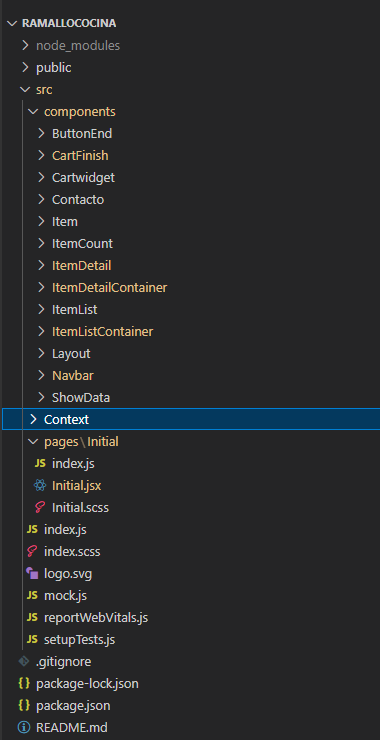 RAMALLOCOCINA
node_modules
public
src
components
ButtonEnd
CartFinish
Cartwidget
Contacto
Item
ItemCount
ItemDetail
ItemDetailContainer
ItemList
ItemListContainer
Layout
Navbar
ShowData
Context
pages\Initial
JS index.js
Initial.jsx
Initial.scss
JS index.js
index.scss
logo.svg
JS mock.js
JS reportWebVitals.js
JS setupTests.js
.gitignore
{} package-lock.json
{} package.json
README.md